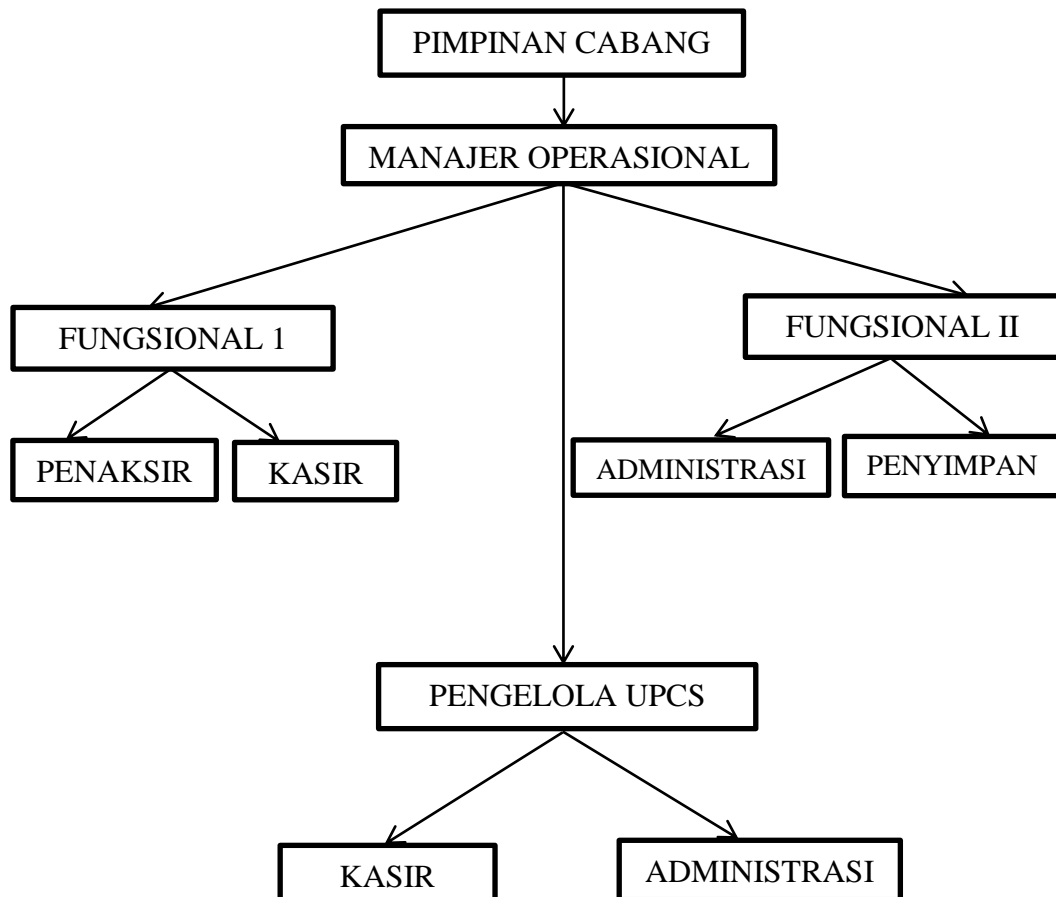 PIMPINAN CABANG
MANAJER OPERASIONAL
FUNGSIONAL 1
FUNGSIONAL II
PENAKSIR
KASIR
ADMINISTRASI
PENYIMPAN
PENGELOLA UPCS
KASIR
ADMINISTRASI